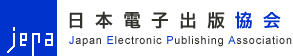 jepa
日本電子出版協会
Japan Electronic Publishing Association